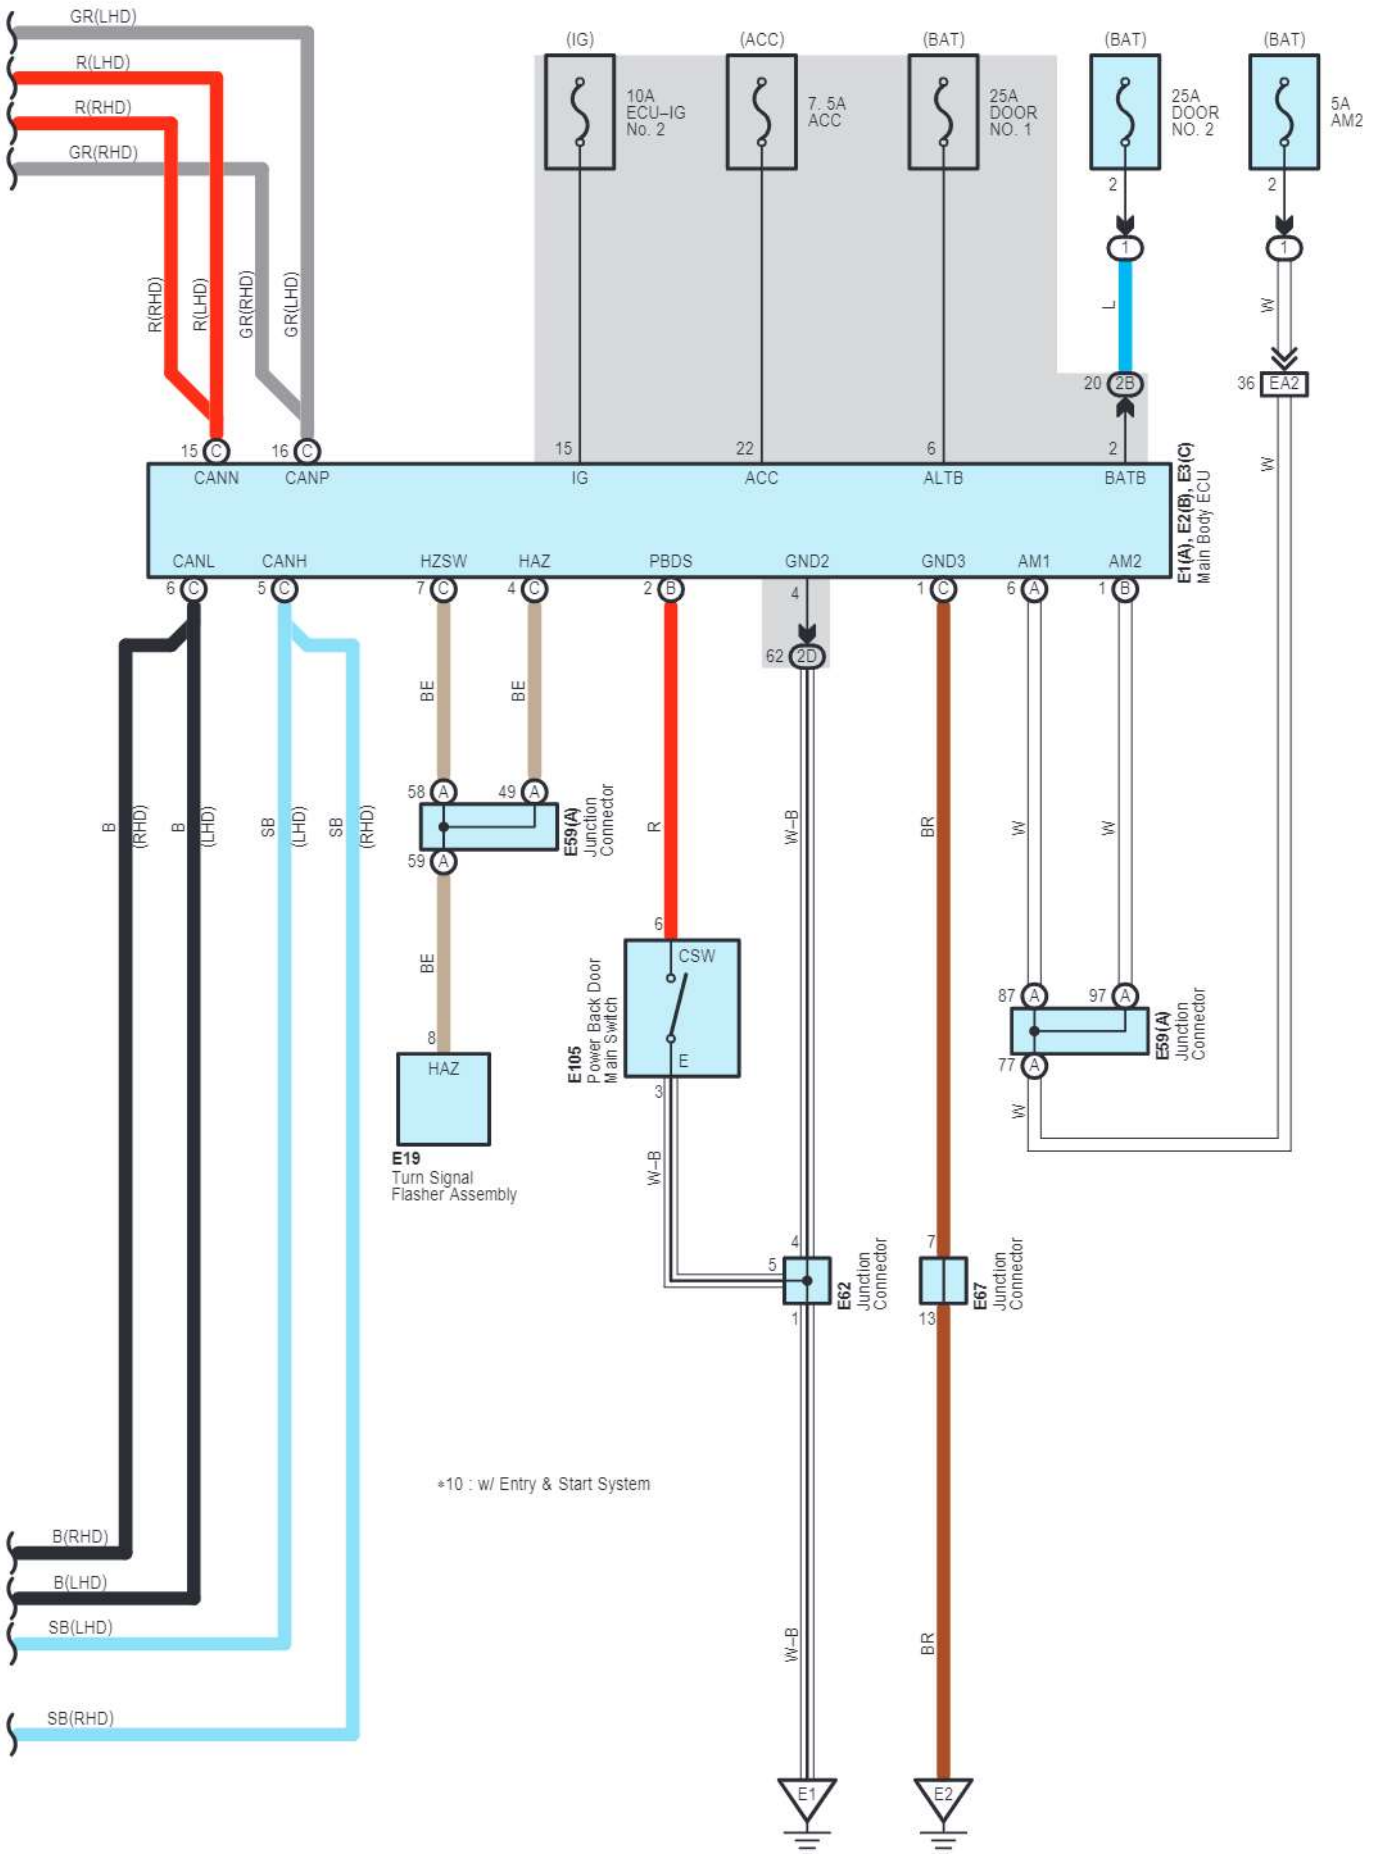 GR(LHD)
R(LHD)
R(RHD)
GR(RHD)
R(RHD)
R(LHD)
GR(RHD)
GR(LHD)
(IG)
(ACC)
(BAT)
(BAT)
(BAT)
10A
ECU–IG
No. 2
7. 5A
ACC
25A
DOOR
NO. 1
25A
DOOR
NO. 2
5A
AM2
2
2
1
1
L
W
20 2B
36 EA2
W
15 C
16 C
15
22
6
2
CANN
CANP
IG
ACC
ALTB
BATB
E1(A), E2(B), E3(C)
Main Body ECU
CANL
CANH
HZSW
HAZ
PBDS
GND2
GND3
AM1
AM2
6 C
5 C
7 C
4 C
2 B
4
1 C
6 A
1 B
62 2D
BE
BE
58 A
49 A
E59(A)
Junction
Connector
59 A
B
(RHD)
B
(LHD)
SB
(LHD)
SB
(RHD)
R
W–B
BR
W
W
BE
6
CSW
E
E105
Power Back Door
Main Switch
3
8
HAZ
E19
Turn Signal
Flasher Assembly
87 A
97 A
E59(A)
Junction
Connector
77 A
W
W–B
4
5
1
E62
Junction
Connector
7
13
E67
Junction
Connector
*10 : w/ Entry & Start System
B(RHD)
B(LHD)
SB(LHD)
SB(RHD)
W–B
BR
E1
E2